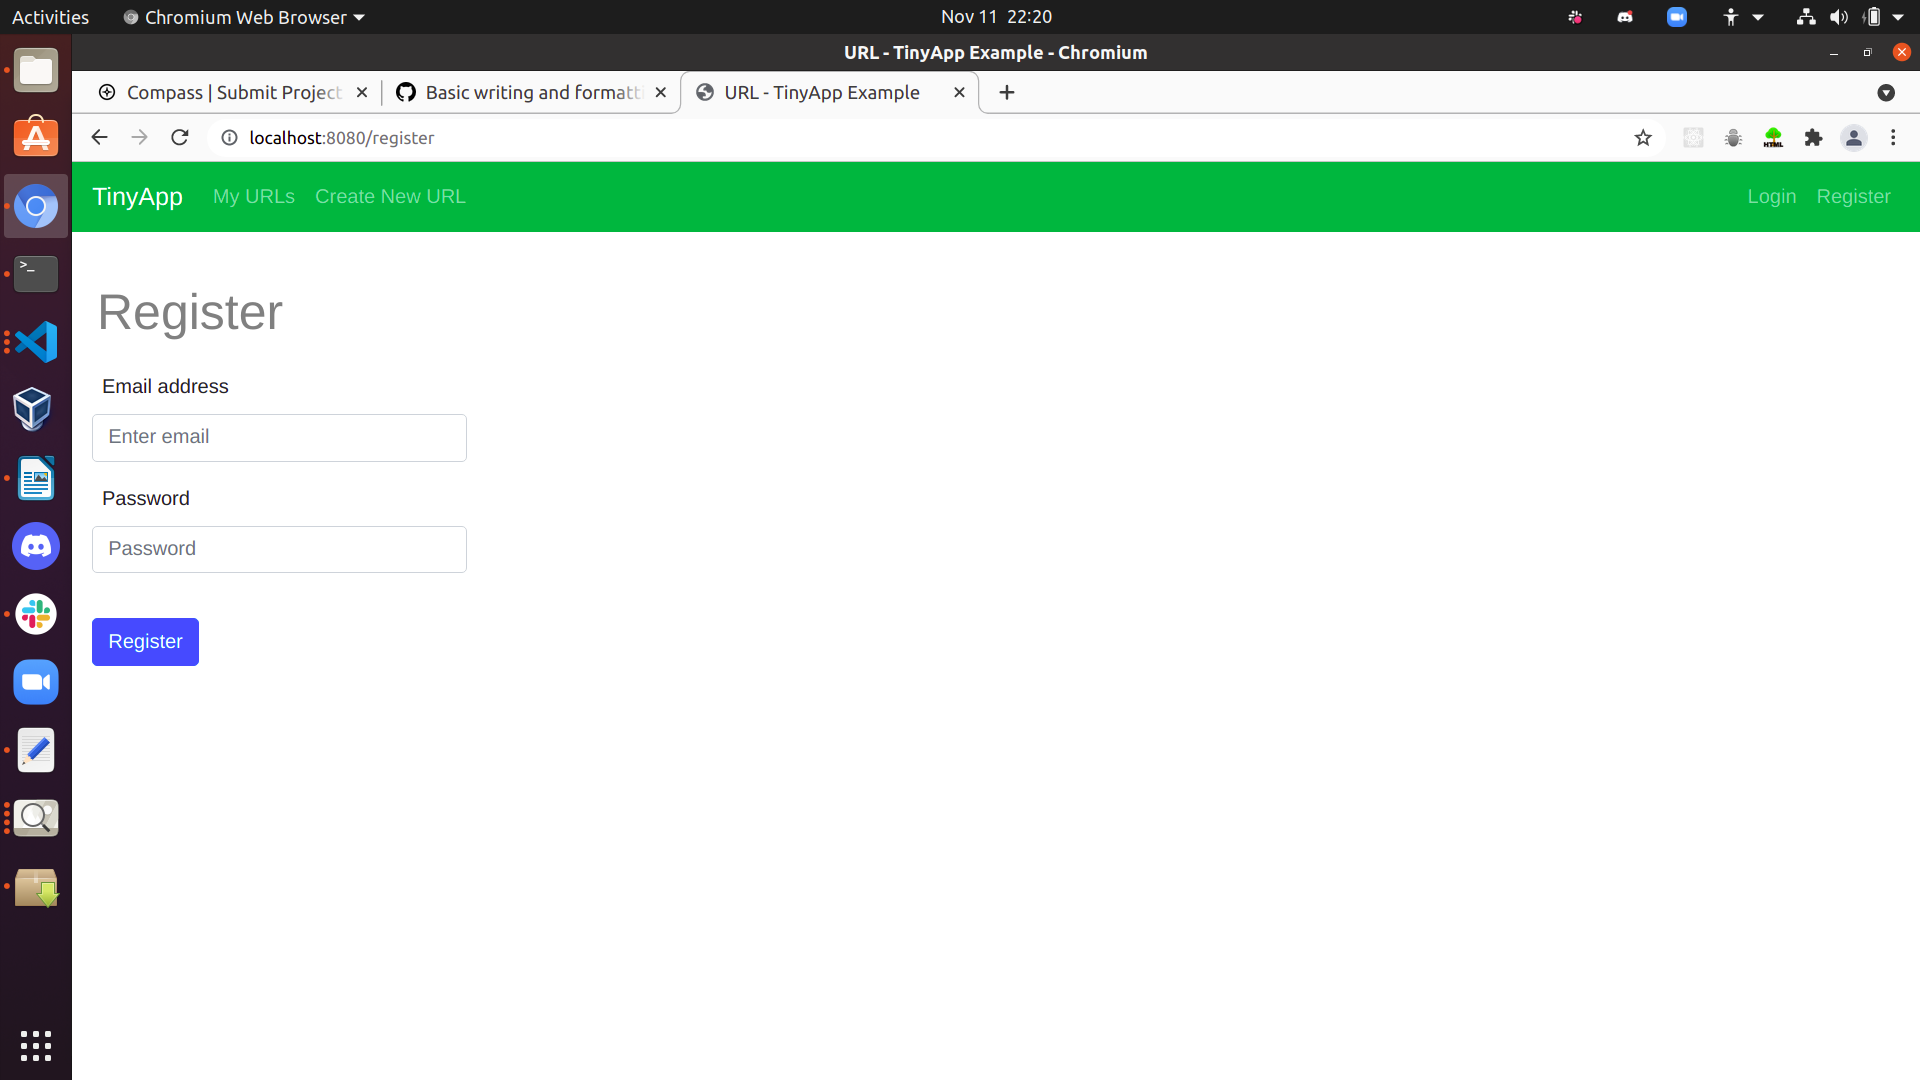 Activities
Chromium Web Browser
Nov 11 22:20
URL - TinyApp Example - Chromium
Compass | Submit Project
Basic writing and formatt
URL - TinyApp Example
localhost:8080/register
HTML
TinyApp
My URLs
Create New URL
Login
Register
Register
Email address
Enter email
Password
Password
Register